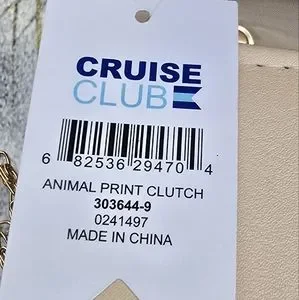 CRUISE
CLUB
6 82536 29470 4
ANIMAL PRINT CLUTCH
303644-9
0241497
MADE IN CHINA